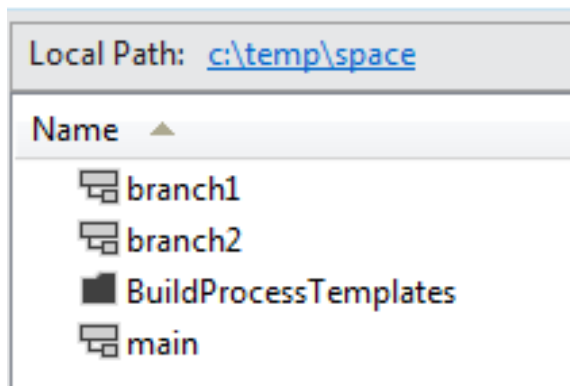 Local Path: c:\temp\space
Name
branch1
branch2
BuildProcessTemplates
main